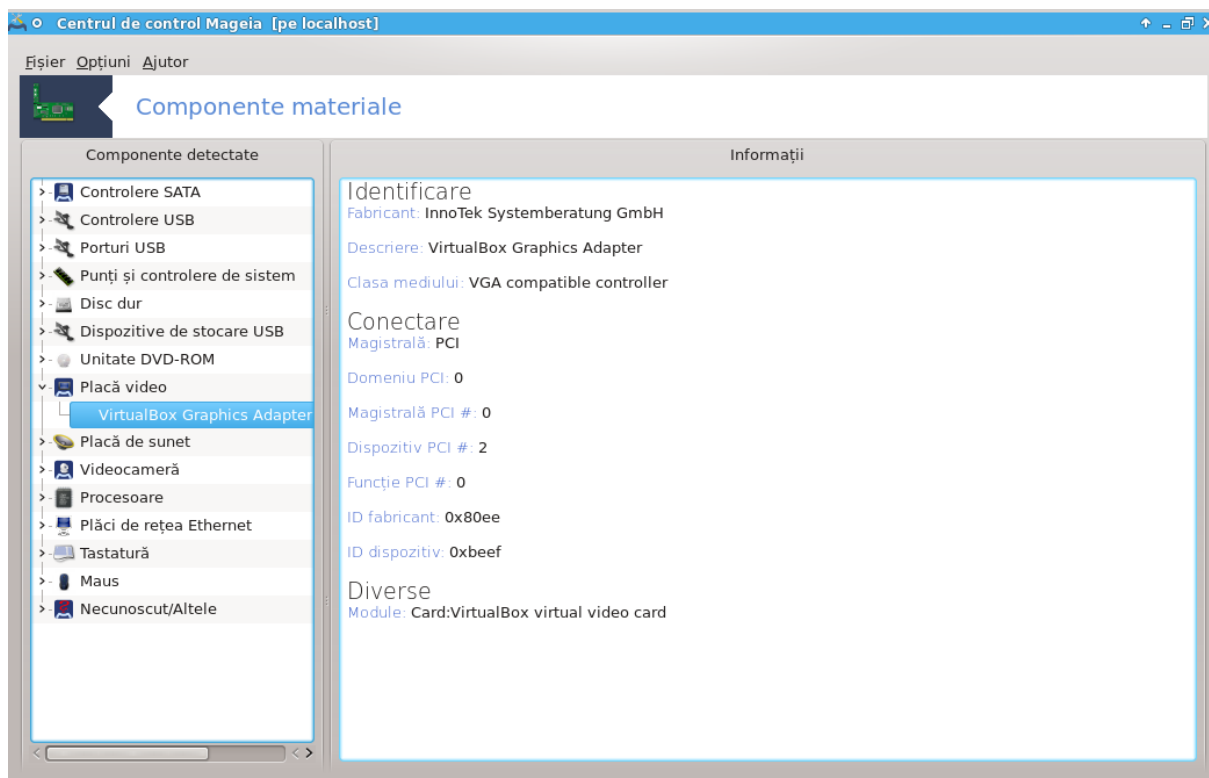 Centrul de control Mageia [pe localhost]
Fișier Opțiuni Ajutor
Componente materiale
Componente detectate
Controlere SATA
Controlere USB
Porturi USB
Punți și controlere de sistem
Disc dur
Dispozitive de stocare USB
Unitate DVD-ROM
Placă video
VirtualBox Graphics Adapter
Placă de sunet
Videocameră
Procesoare
Plăci de rețea Ethernet
Tastatură
Maus
Necunoscut/Altele
Informații
Identificare
Fabricant: InnoTek Systemberatung GmbH
Descriere: VirtualBox Graphics Adapter
Clasa mediului: VGA compatible controller
Conectare
Magistrală: PCI
Domeniu PCI: 0
Magistrală PCI #: 0
Dispozitiv PCI #: 2
Funcție PCI #: 0
ID fabricant: 0x80ee
ID dispozitiv: 0xbeef
Diverse
Module: Card:VirtualBox virtual video card